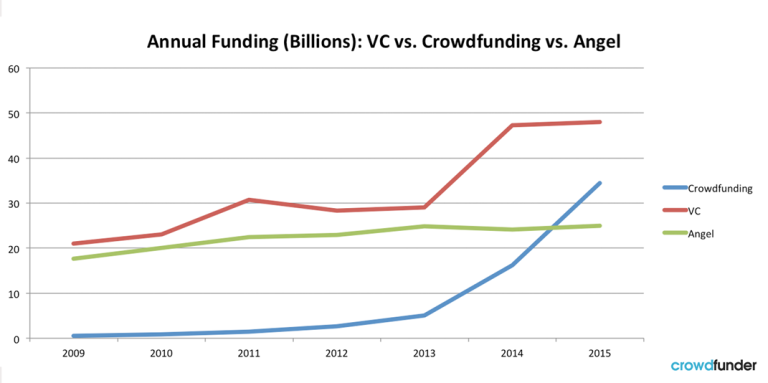 Annual Funding (Billions): VC vs. Crowdfunding vs. Angel
60
50
40
30
20
10
0
2009 2010 2011 2012 2013 2014 2015
Crowdfunding
VC
Angel
crowdfunder